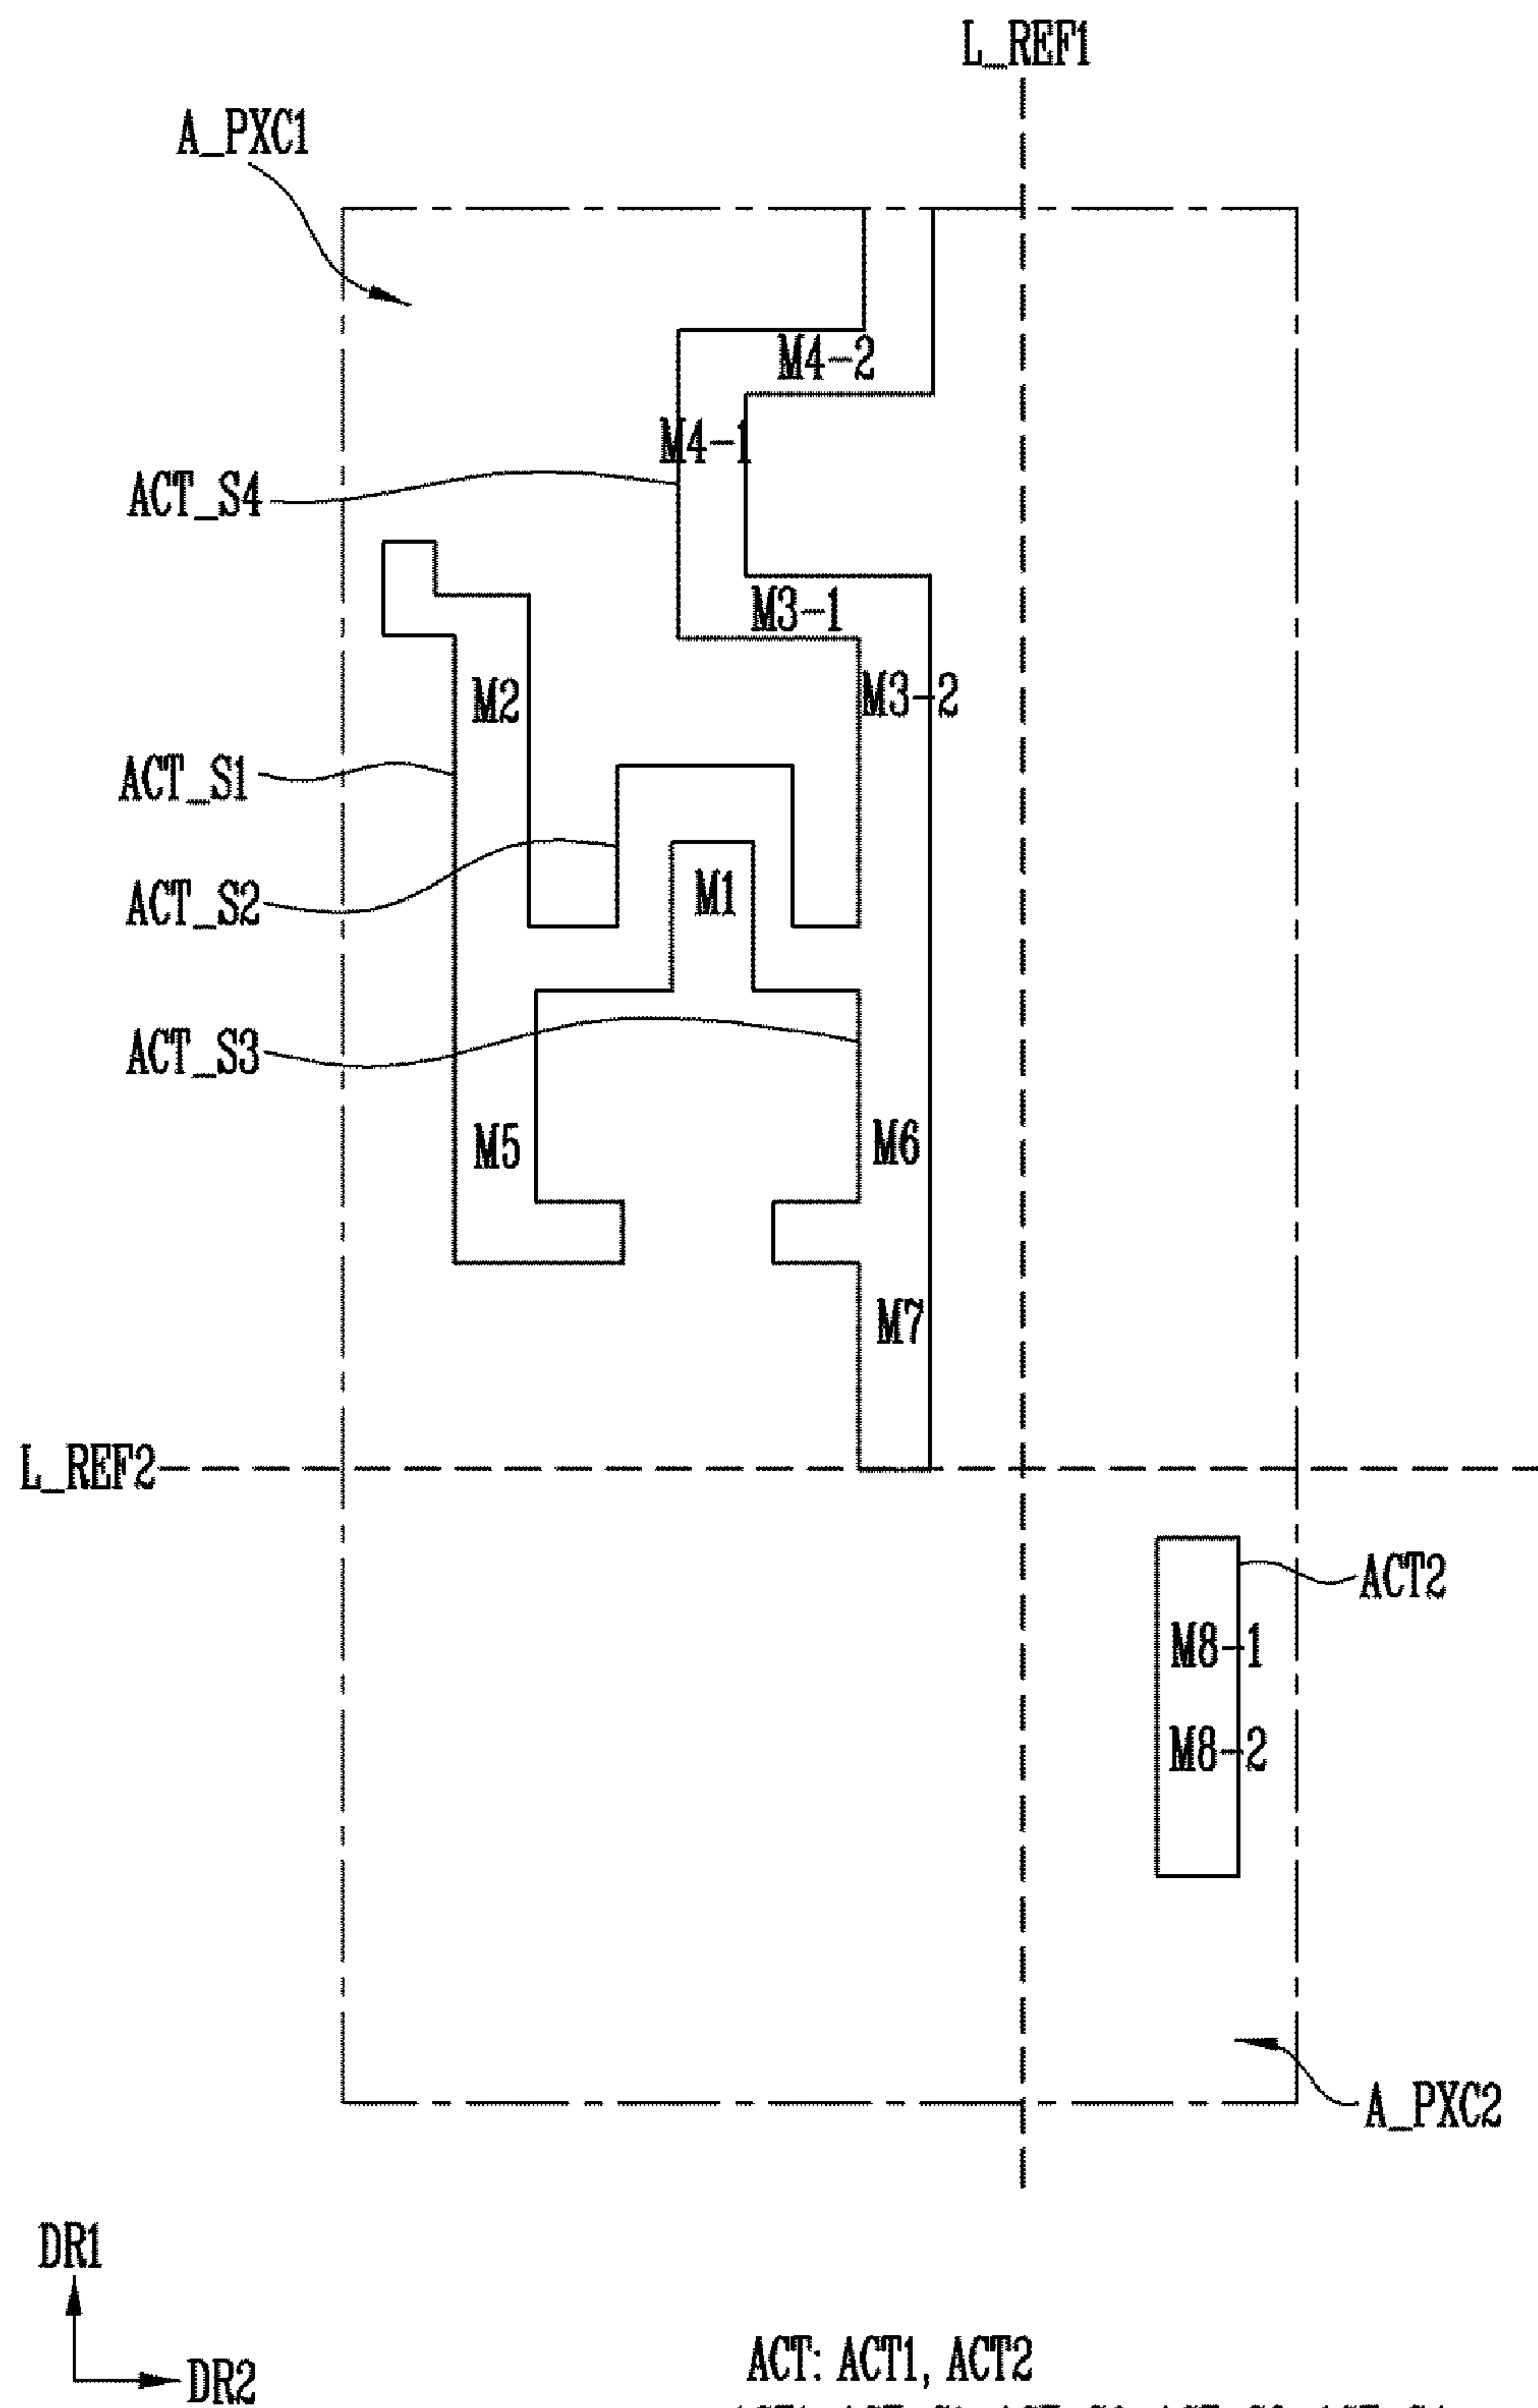 L_REF1
A_PXC1
M4-2
M4-1
ACT_S4
M3-1
M3-2
M2
ACT_S1
M1
ACT_S2
ACT_S3
M5
M6
M7
L_REF2
ACT2
M8-1
M8-2
A_PXC2
DR1
DR2
ACT: ACT1, ACT2